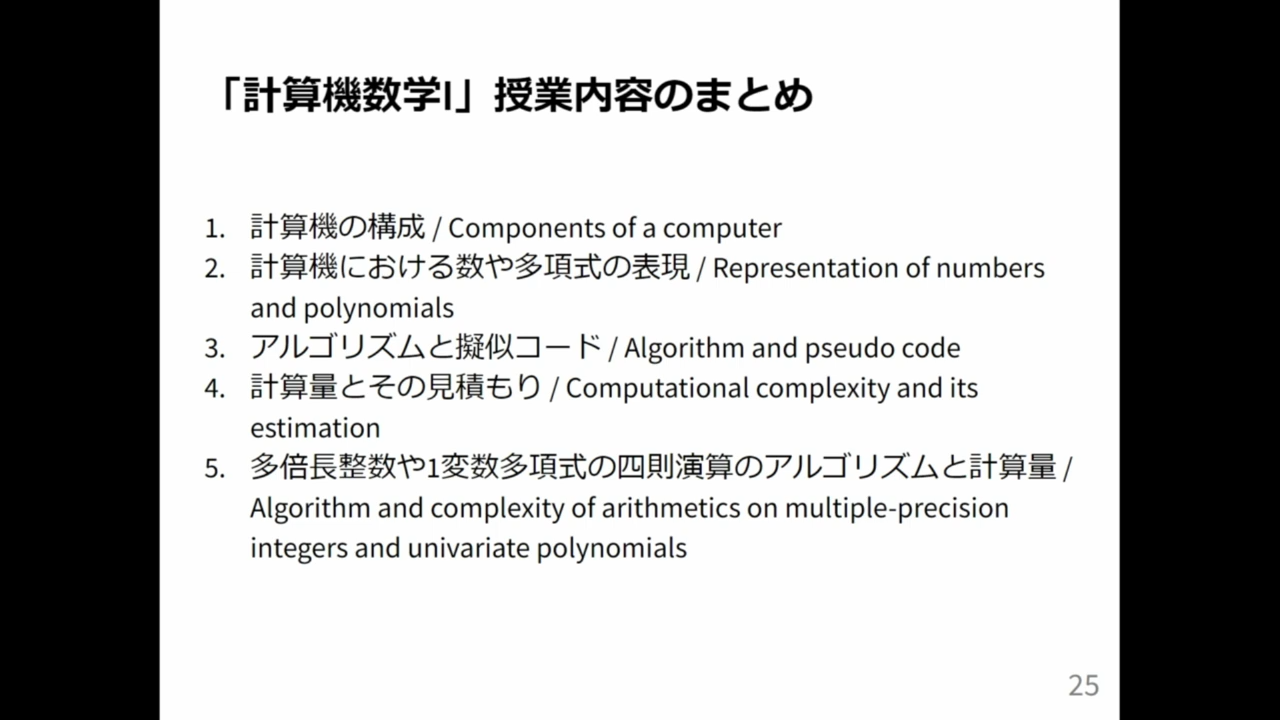 「計算機数学I」授業内容のまとめ
1. 計算機の構成 / Components of a computer
2. 計算機における数や多項式の表現 / Representation of numbers
and polynomials
3. アルゴリズムと擬似コード / Algorithm and pseudo code
4. 計算量とその見積もり / Computational complexity and its
estimation
5. 多倍長整数や1変数多項式の四則演算のアルゴリズムと計算量 /
Algorithm and complexity of arithmetics on multiple-precision
integers and univariate polynomials
25